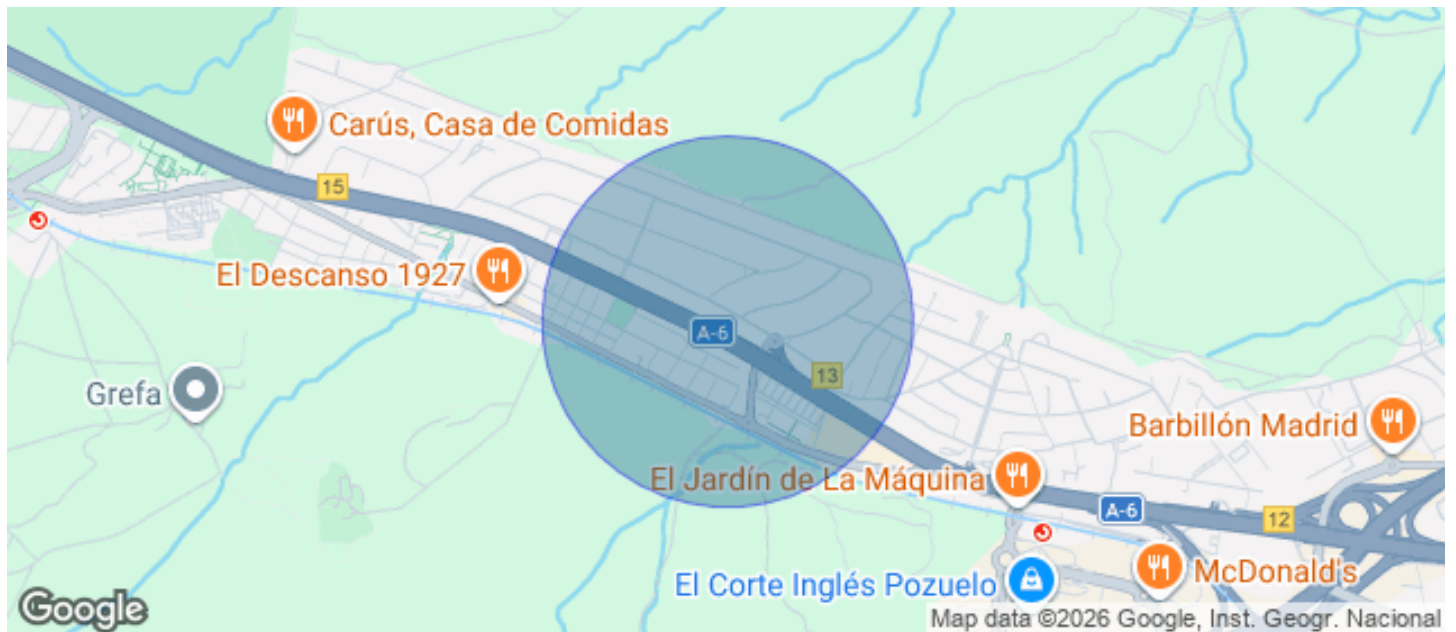 Carús, Casa de Comidas
15
El Descanso 1927
A-6
13
Grefa
Barbillón Madrid
El Jardín de La Máquina
A-6
12
El Corte Inglés Pozuelo
McDonald's
Google
Map data ©2026 Google, Inst. Geogr. Nacional